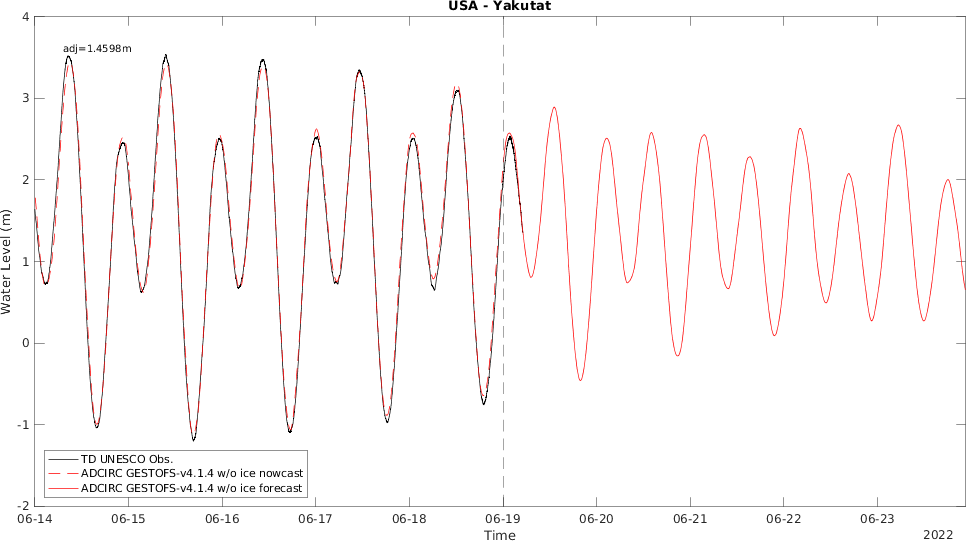 USA - Yakutat
adj=1.4598m
Water Level (m)
4
3
2
1
0
-1
-2
TD UNESCO Obs.
ADCIRC GESTOFS-v4.1.4 w/o ice nowcast
ADCIRC GESTOFS-v4.1.4 w/o ice forecast
06-14 06-15 06-16 06-17 06-18 06-19 06-20 06-21 06-22 06-23
Time
2022